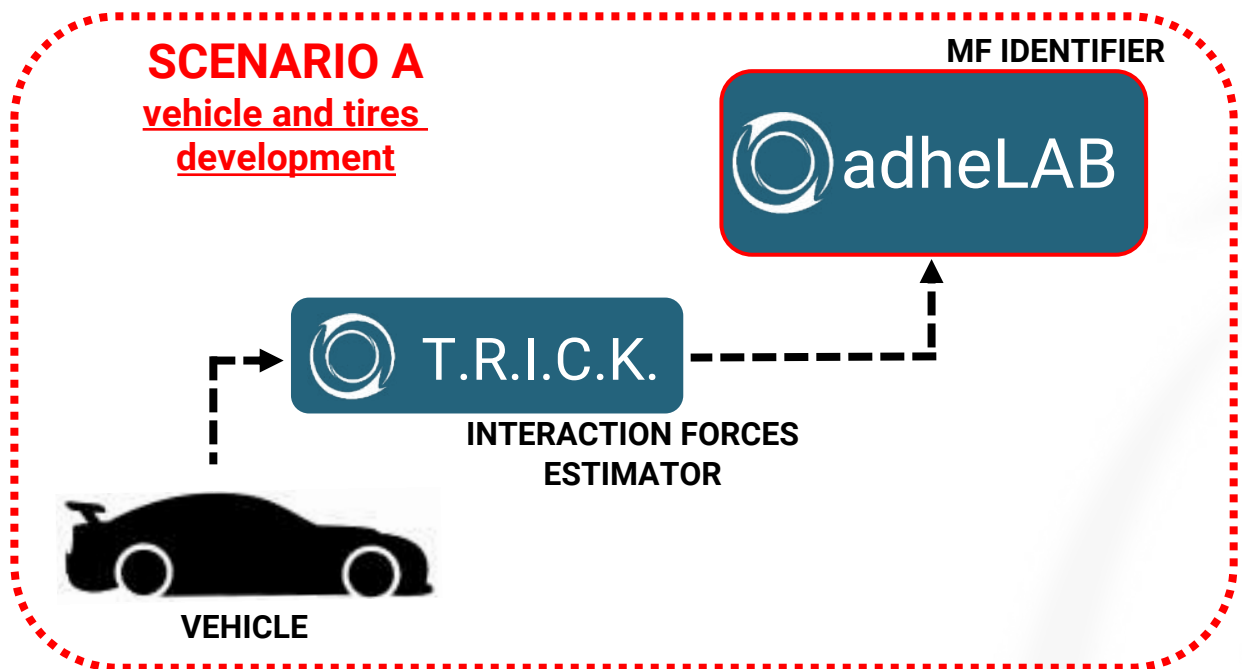 SCENARIO A
vehicle and tires
development
MF IDENTIFIER
adheLAB
T.R.I.C.K.
INTERACTION FORCES
ESTIMATOR
VEHICLE